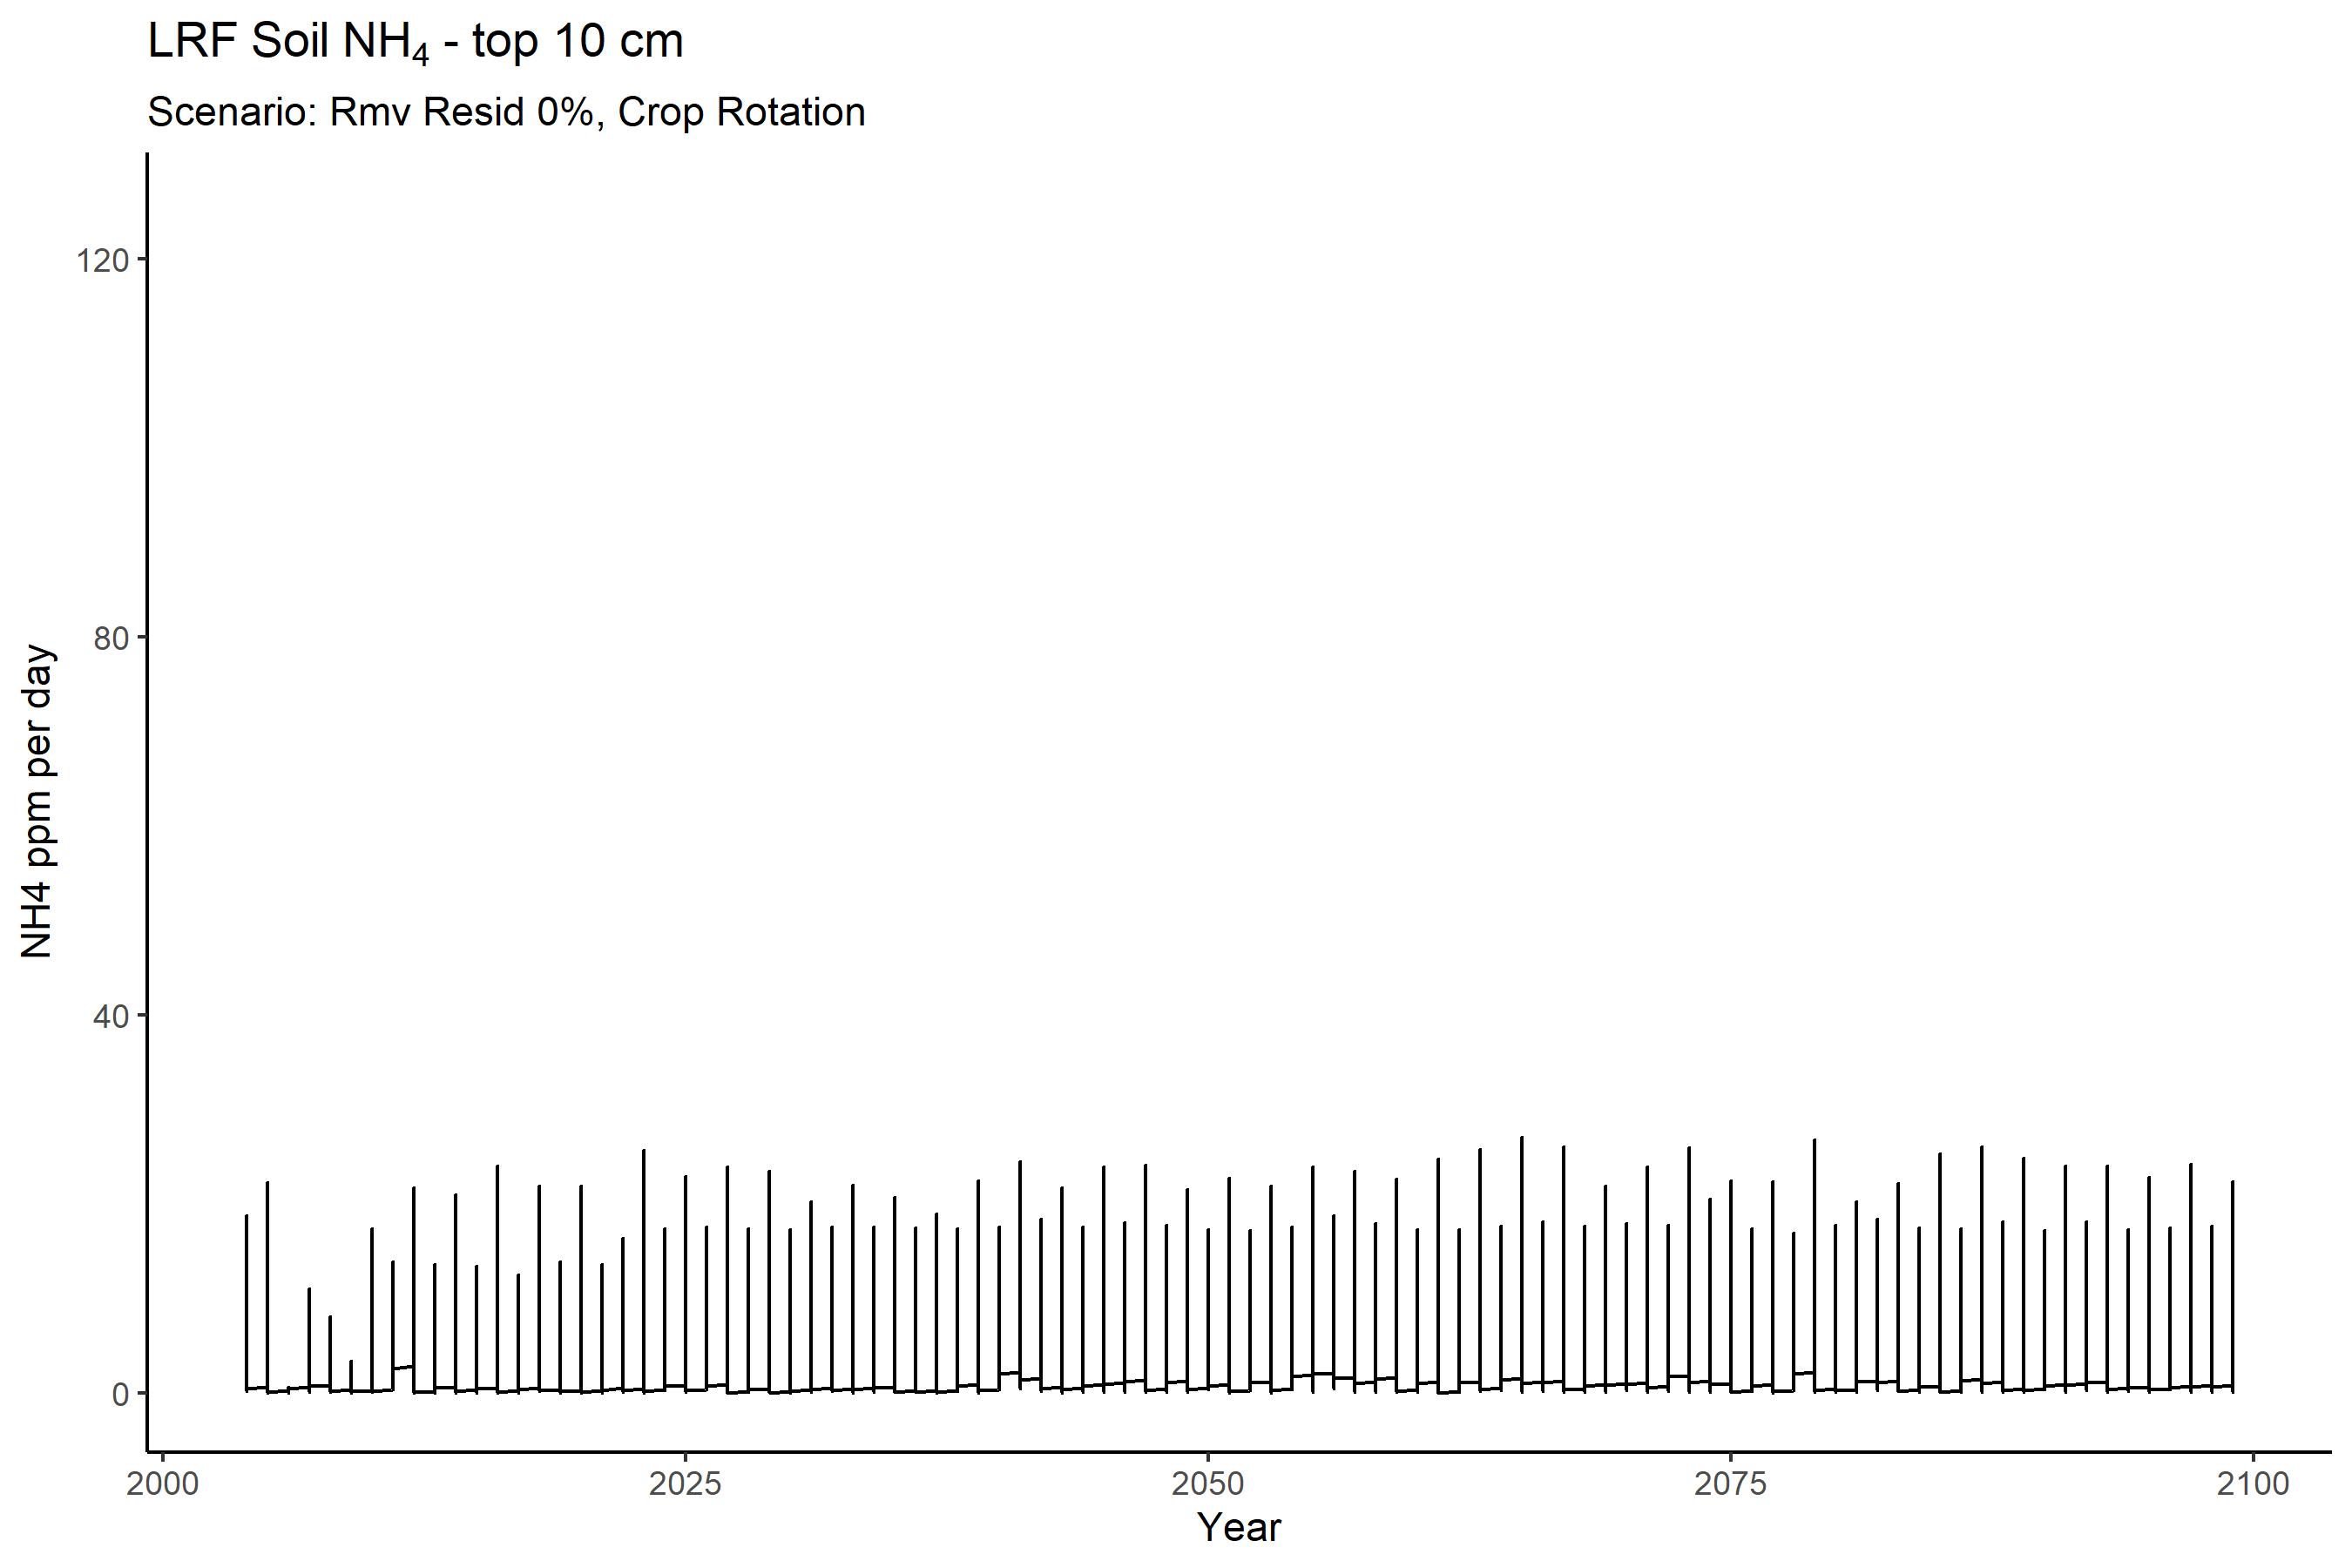 LRF Soil NH₄ - top 10 cm
Scenario: Rmv Resid 0%, Crop Rotation
NH4 ppm per day
120
80
40
0
2000 2025 2050 2075 2100
Year